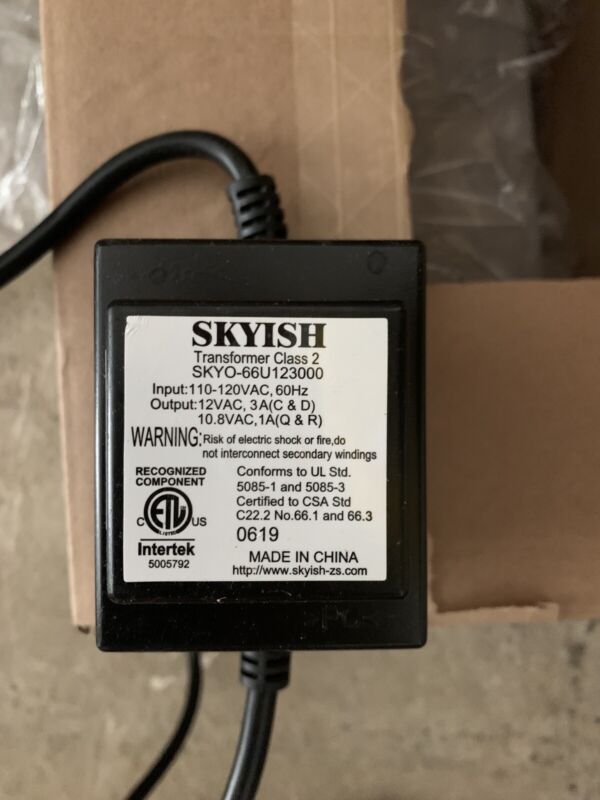 SKYISH
Transformer Class 2
SKYO-66U123000
Input:110-120VAC, 60Hz
Output:12VAC, 3A(C & D)
10.8VAC,1A(Q & R)
WARNING: Risk of electric shock or fire,do
not interconnect secondary windings
RECOGNIZED
COMPONENT
Conforms to UL Std.
5085-1 and 5085-3
Certified to CSA Std
C22.2 No.66.1 and 66.3
C ETL US
Intertek
5005792
0619
MADE IN CHINA
http://www.skyish-zs.com